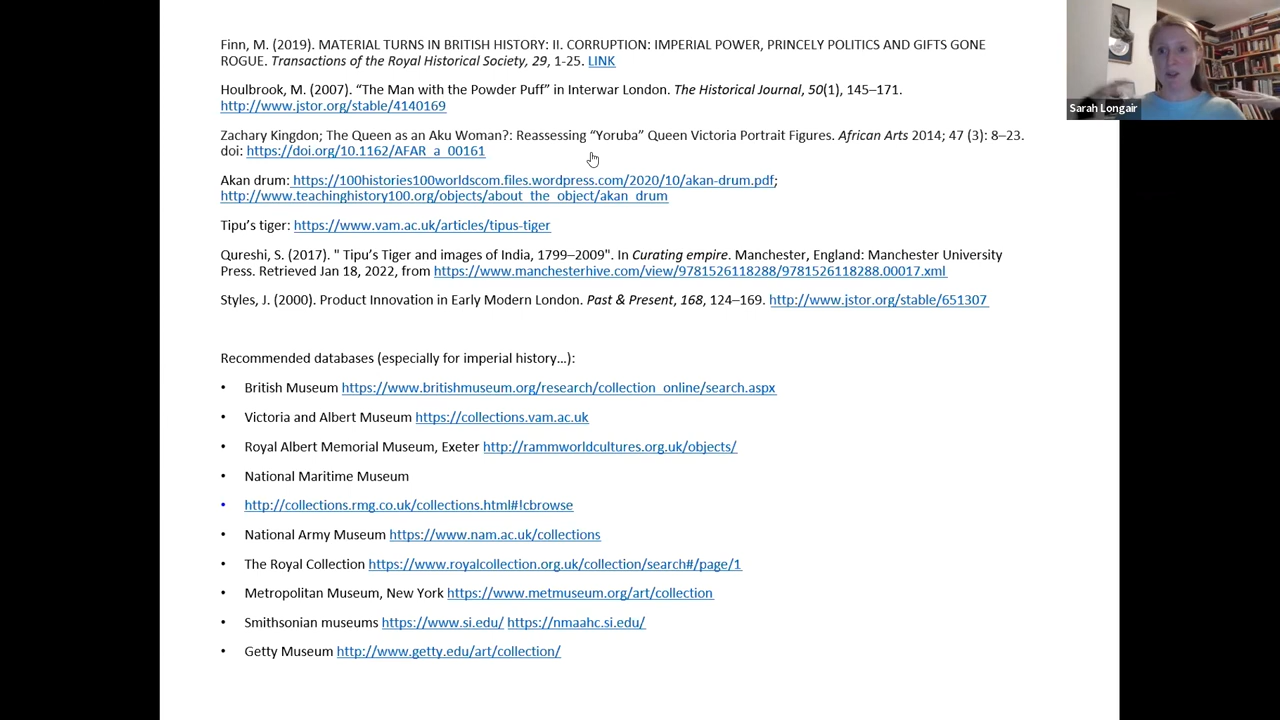 Finn, M. (2019). MATERIAL TURNS IN BRITISH HISTORY: II. CORRUPTION: IMPERIAL POWER, PRINCELY POLITICS AND GIFTS GONE
ROGUE. Transactions of the Royal Historical Society, 29, 1-25. LINK
Houlbrook, M. (2007). “The Man with the Powder Puff” in Interwar London. The Historical Journal, 50(1), 145–171.
http://www.jstor.org/stable/4140169
Zachary Kingdon; The Queen as an Aku Woman?: Reassessing “Yoruba” Queen Victoria Portrait Figures. African Arts 2014; 47 (3): 8–23.
doi: https://doi.org/10.1162/AFAR_a_00161
Akan drum: https://100histories100worldscom.files.wordpress.com/2020/10/akan-drum.pdf;
http://www.teachinghistory100.org/objects/about_the_object/akan_drum
Tipu’s tiger: https://www.vam.ac.uk/articles/tipus-tiger
Qureshi, S. (2017). " Tipu’s Tiger and images of India, 1799–2009". In Curating empire. Manchester, England: Manchester University
Press. Retrieved Jan 18, 2022, from https://www.manchesterhive.com/view/9781526118288/9781526118288.00017.xml
Styles, J. (2000). Product Innovation in Early Modern London. Past & Present, 168, 124–169. http://www.jstor.org/stable/651307
Recommended databases (especially for imperial history…):
• British Museum https://www.britishmuseum.org/research/collection_online/search.aspx
• Victoria and Albert Museum https://collections.vam.ac.uk
• Royal Albert Memorial Museum, Exeter http://rammworldcultures.org.uk/objects/
• National Maritime Museum
• http://collections.rmg.co.uk/collections.html#!cbrowse
• National Army Museum https://www.nam.ac.uk/collections
• The Royal Collection https://www.royalcollection.org.uk/collection/search#/page/1
• Metropolitan Museum, New York https://www.metmuseum.org/art/collection
• Smithsonian museums https://www.si.edu/ https://nmaahc.si.edu/
• Getty Museum http://www.getty.edu/art/collection/
Sarah Longair